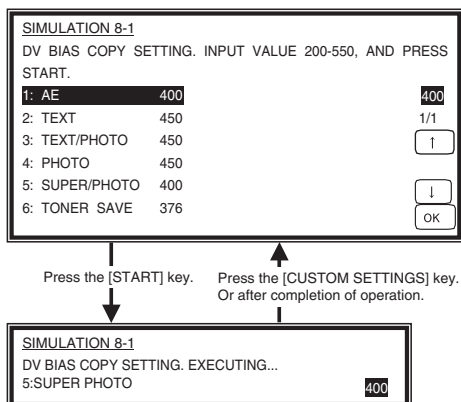 SIMULATION 8-1
DV BIAS COPY SETTING. INPUT VALUE 200-550, AND PRESS
START.
1: AE 400 400
2: TEXT 450 1/1
3: TEXT/PHOTO 450 ↑
4: PHOTO 450
5: SUPER/PHOTO 400 ↓
6: TONER SAVE 376 OK
Press the [START] key.
Press the [CUSTOM SETTINGS] key.
Or after completion of operation.
SIMULATION 8-1
DV BIAS COPY SETTING. EXECUTING...
5:SUPER PHOTO 400